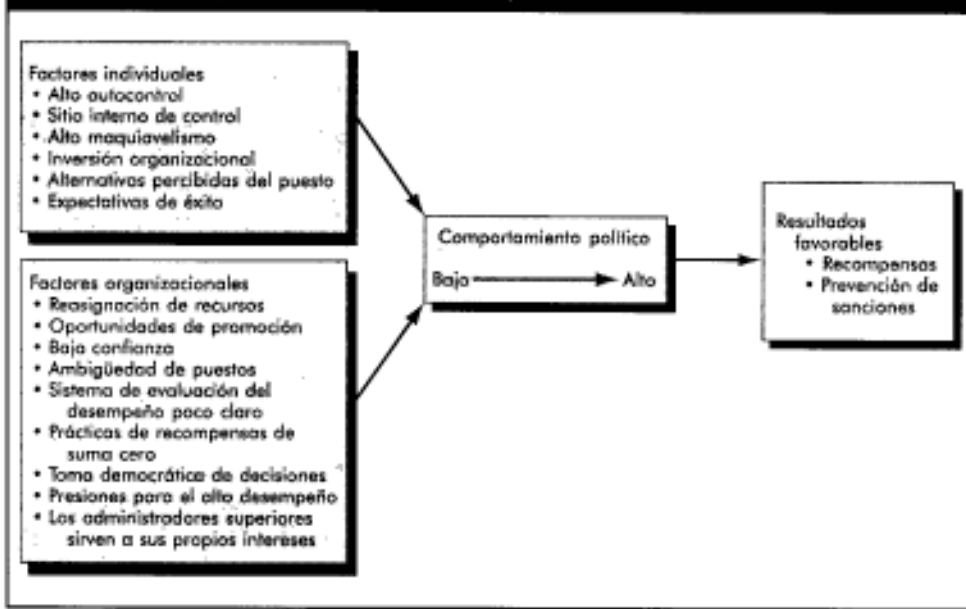 Factores individuales
• Alto autocontrol
• Sitio interno de control
• Alto maquiavelismo
• Inversión organizacional
• Alternativas percibidas del puesto
• Expectativas de éxito
Factores organizacionales
• Reasignación de recursos
• Oportunidades de promoción
• Baja confianza
• Ambigüedad de puestos
• Sistema de evaluación del
desempeño poco claro
• Prácticas de recompensas de
suma cero
• Toma democrática de decisiones
• Presiones para el alto desempeño
• Los administradores superiores
sirven a sus propios intereses
Comportamiento político
Bajo Alto
Resultados
favorables
• Recompensas
• Prevención de
sanciones